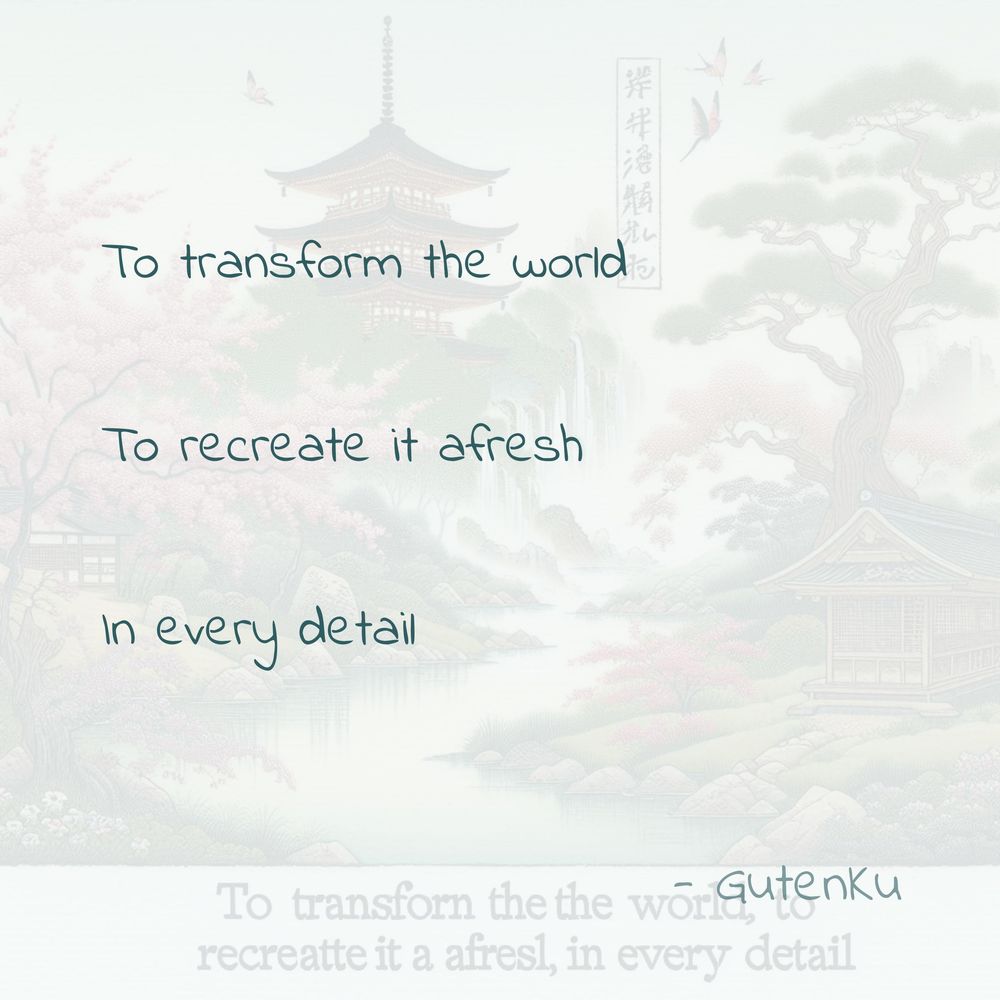 To transform the world
To recreate it afresh
In every detail
- GutenKu
To transforn the the world, to
recreatte it a afresl, in every detail